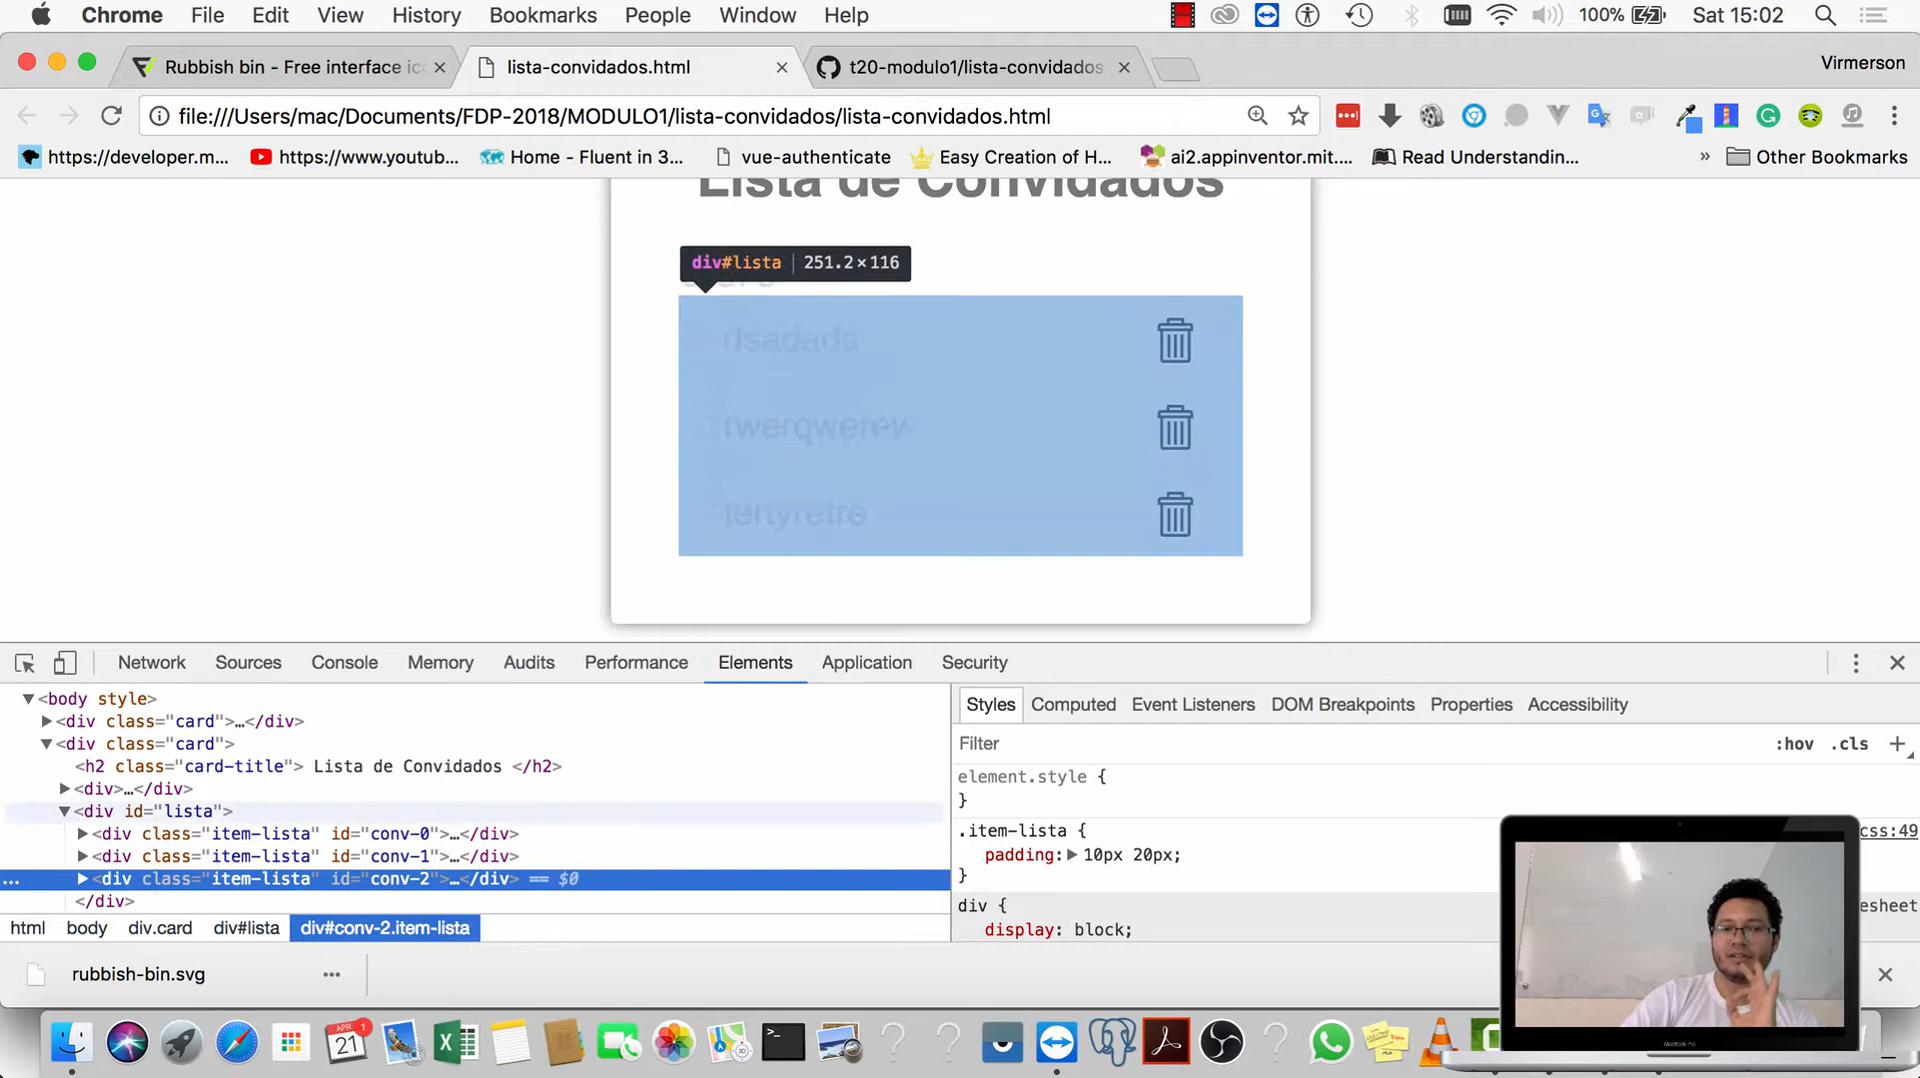 Chrome File Edit View History Bookmarks People Window Help 100% Sat 15:02
Rubbish bin - Free interface ico
lista-convidados.html
t20-modulo1/lista-convidados
Virmerson
file:///Users/mac/Documents/FDP-2018/MODULO1/lista-convidados/lista-convidados.html
https://developer.m...
https://www.youtub...
Home - Fluent in 3...
vue-authenticate
Easy Creation of H...
ai2.appinventor.mit....
Read Understandin...
» Other Bookmarks
Lista de Convidados
div#lista 251.2×116
dsadads
rwerqwerew
tertyretre
Network Sources Console Memory Audits Performance Elements Application Security
<body style>
<div class="card">…</div>
<div class="card">
<h2 class="card-title"> Lista de Convidados </h2>
<div>…</div>
<div id="lista">
<div class="item-lista" id="conv-0">…</div>
<div class="item-lista" id="conv-1">…</div>
... <div class="item-lista" id="conv-2">…</div> == $0
</div>
html body div.card div#lista div#conv-2.item-lista
Styles Computed Event Listeners DOM Breakpoints Properties Accessibility
Filter :hov .cls +
element.style {
}
.item-lista { css:49
padding: 10px 20px;
}
div { esheet
display: block;
rubbish-bin.svg
APR 1
21